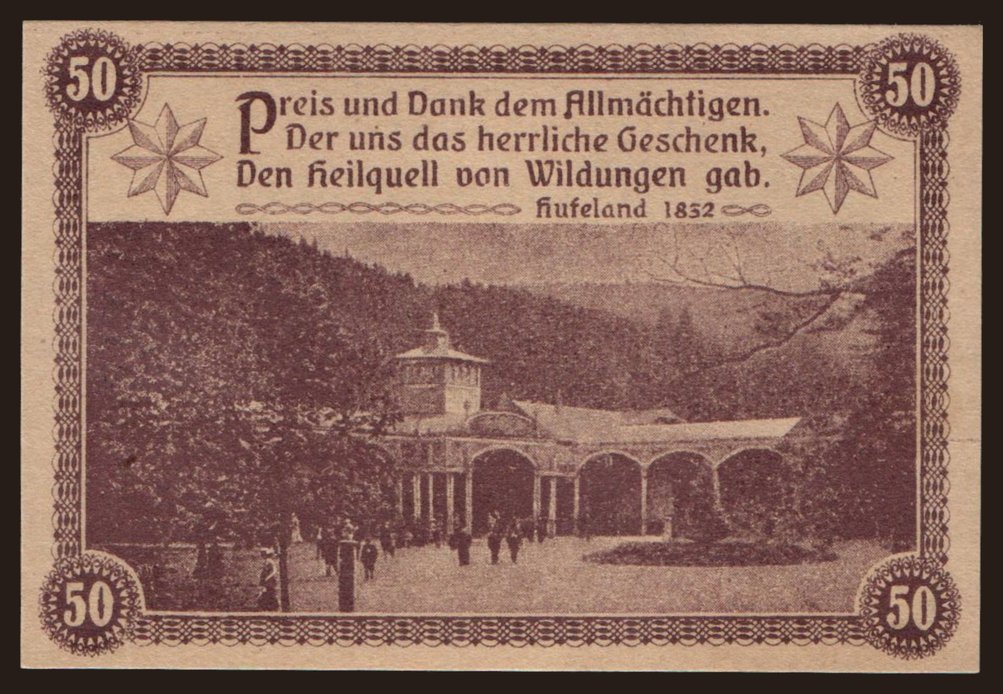 50 50
Preis und Dank dem Allmächtigen.
Der uns das herrliche Geschenk,
Den Heilquell von Wildungen gab.
Hufeland 1852
50 50